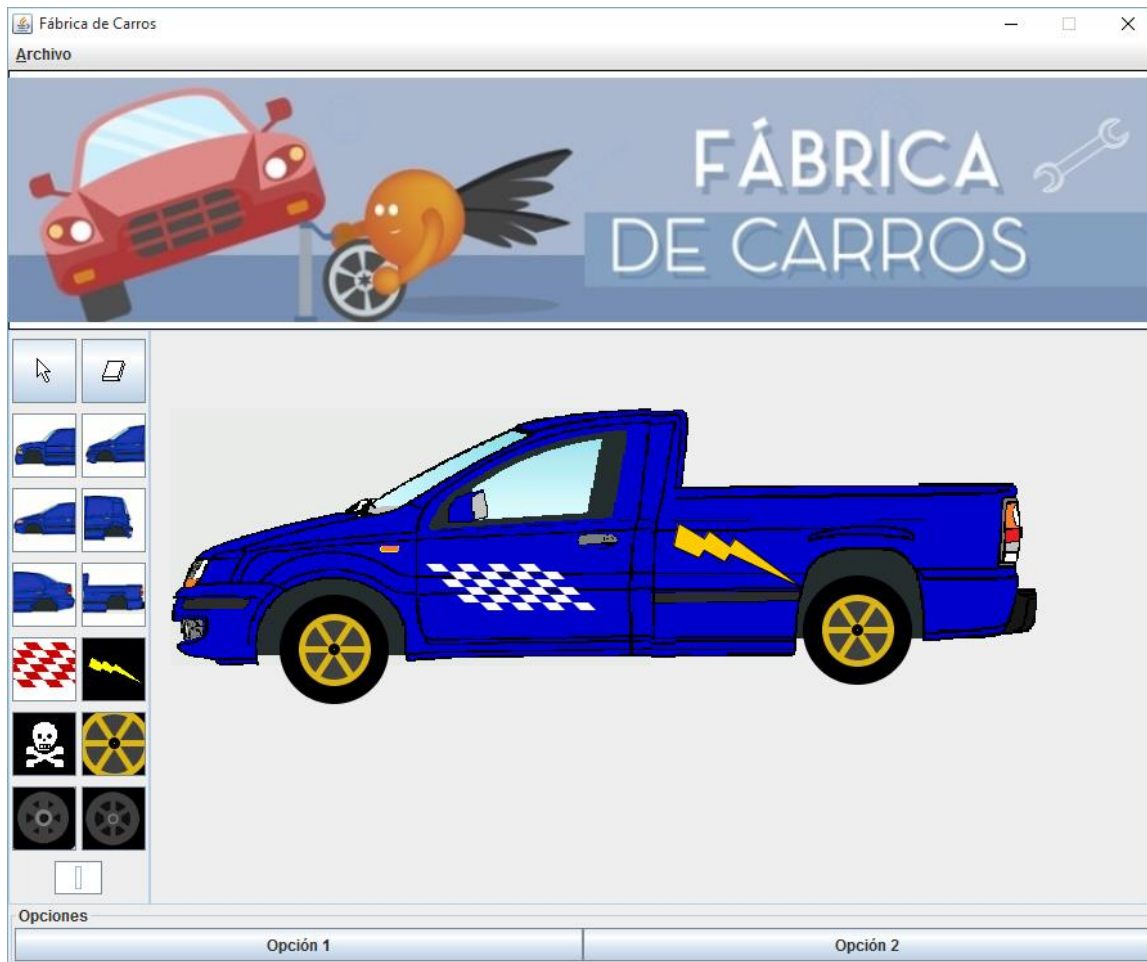 Fábrica de Carros
Archivo
FÁBRICA
DE CARROS
Opciones
Opción 1
Opción 2